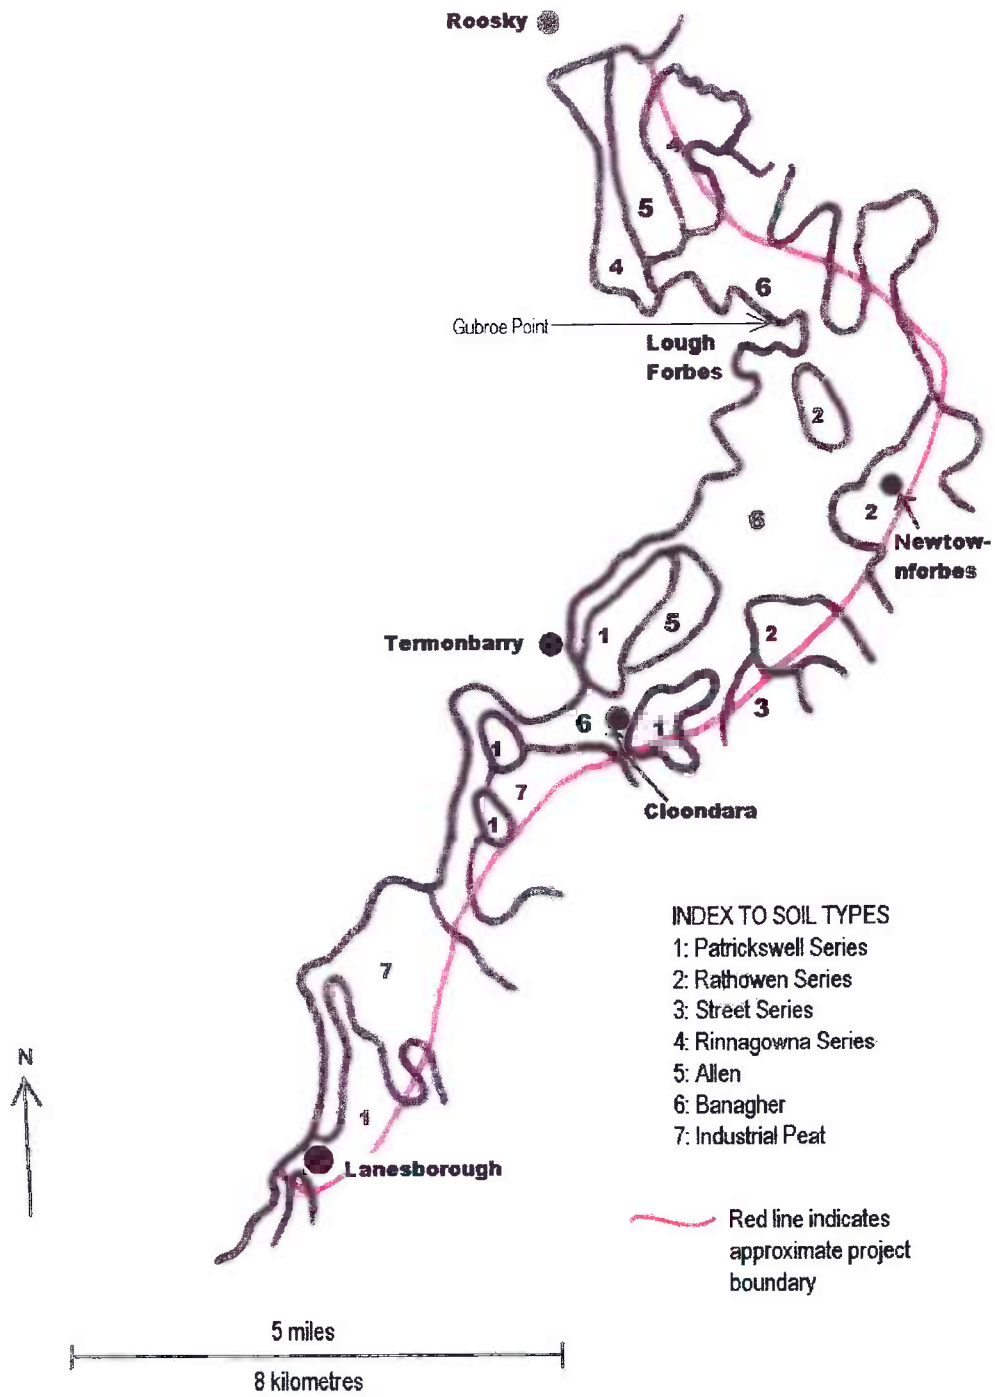 Roosky
4
5
4
6
Gubroe Point
Lough
Forbes
2
2
6
Newtow-
nforbes
1
5
2
Termonbarry
3
6
1
1
7
Cloondara
1
INDEX TO SOIL TYPES
1: Patrickswell Series
2: Rathowen Series
3: Street Series
4: Rinnagowna Series
5: Allen
6: Banagher
7: Industrial Peat
7
N
1
Lanesborough
Red line indicates
approximate project
boundary
5 miles
8 kilometres